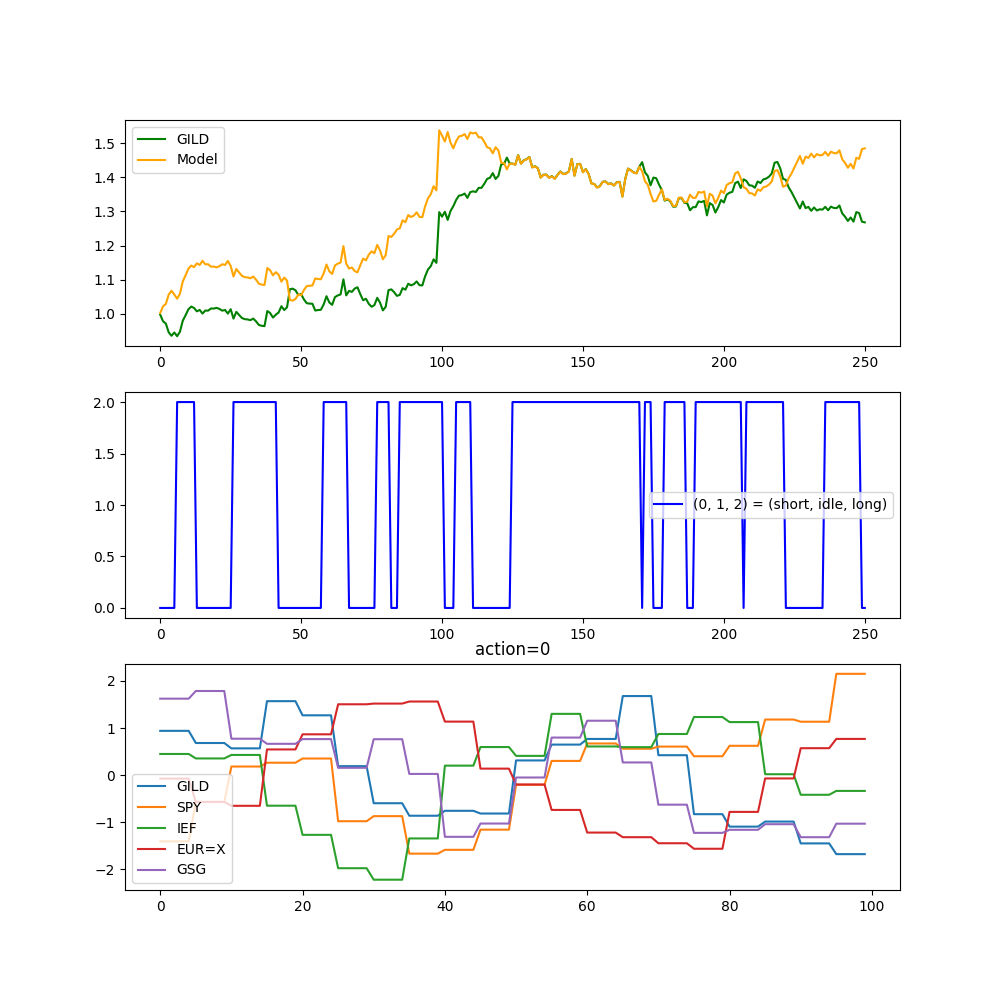 GILD
Model
1.5
1.4
1.3
1.2
1.1
1.0
0 50 100 150 200 250
2.0
1.5
1.0
0.5
0.0
(0, 1, 2) = (short, idle, long)
0 50 100 150 200 250
action=0
2
1
0
−1
−2
GILD
SPY
IEF
EUR=X
GSG
0 20 40 60 80 100